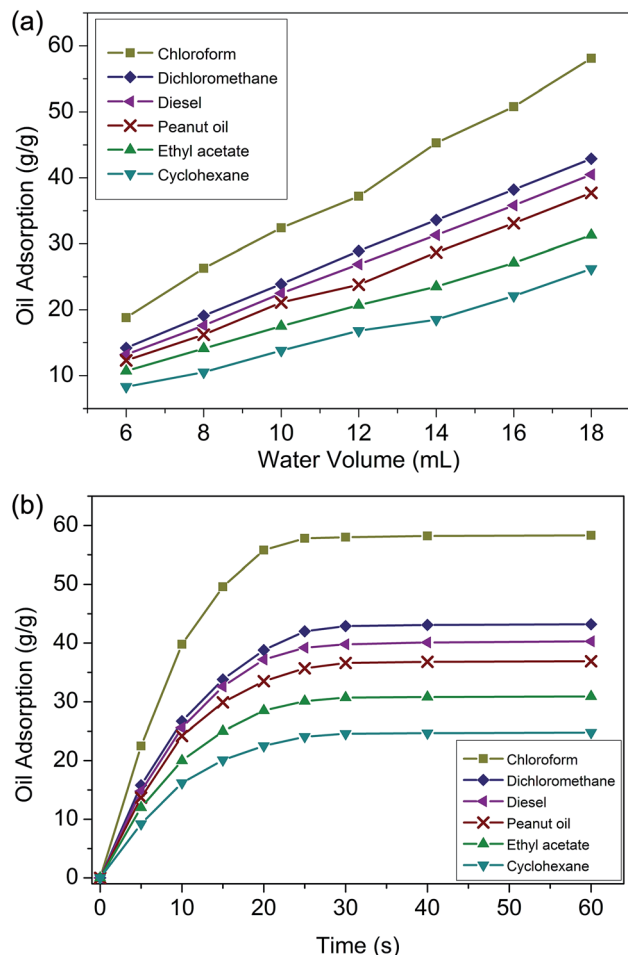 (a)
60
50
40
30
20
10
Oil Adsorption (g/g)
Chloroform
Dichloromethane
Diesel
Peanut oil
Ethyl acetate
Cyclohexane
6 8 10 12 14 16 18
Water Volume (mL)
(b)
60
50
40
30
20
10
0
Oil Adsorption (g/g)
Chloroform
Dichloromethane
Diesel
Peanut oil
Ethyl acetate
Cyclohexane
0 10 20 30 40 50 60
Time (s)